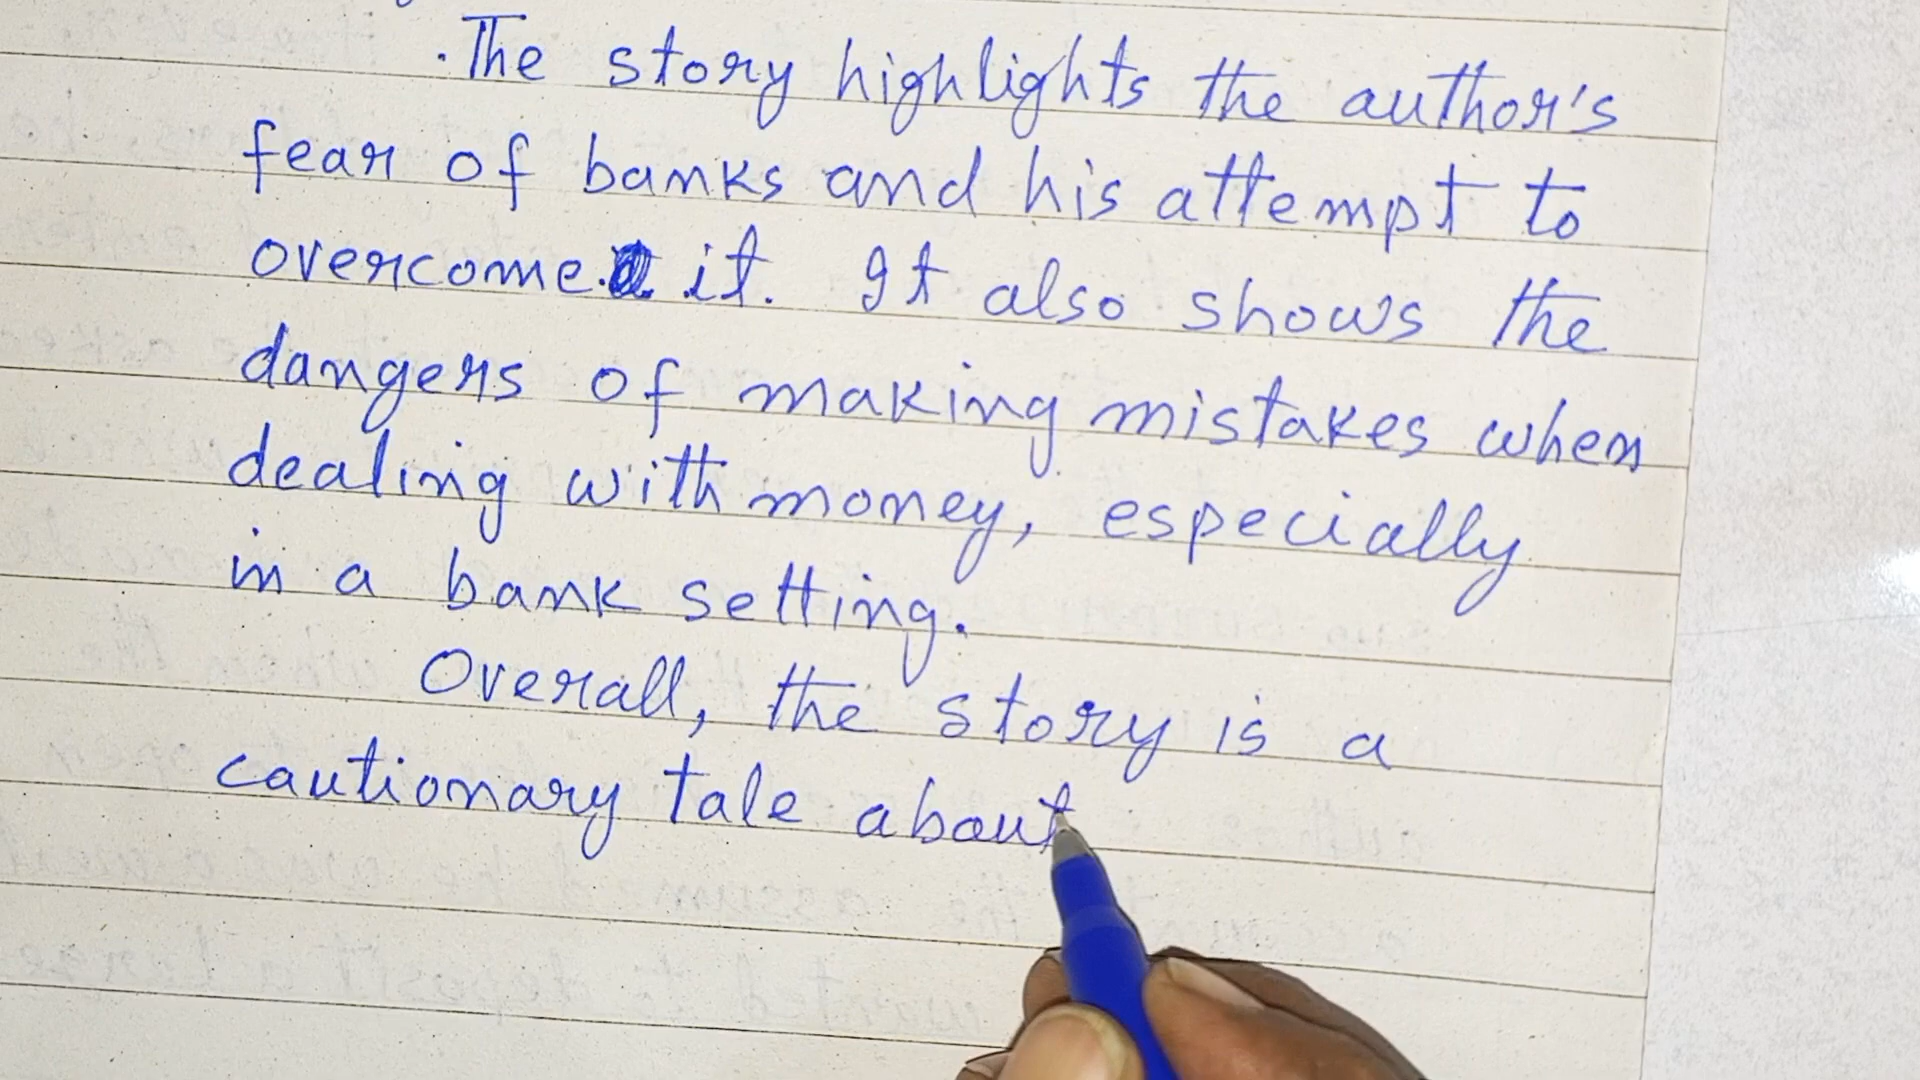 The story highlights the author's
fear of banks and his attempt to
overcome it. It also shows the
dangers of making mistakes when
dealing with money, especially
in a bank setting.
Overall, the story is a
cautionary tale about